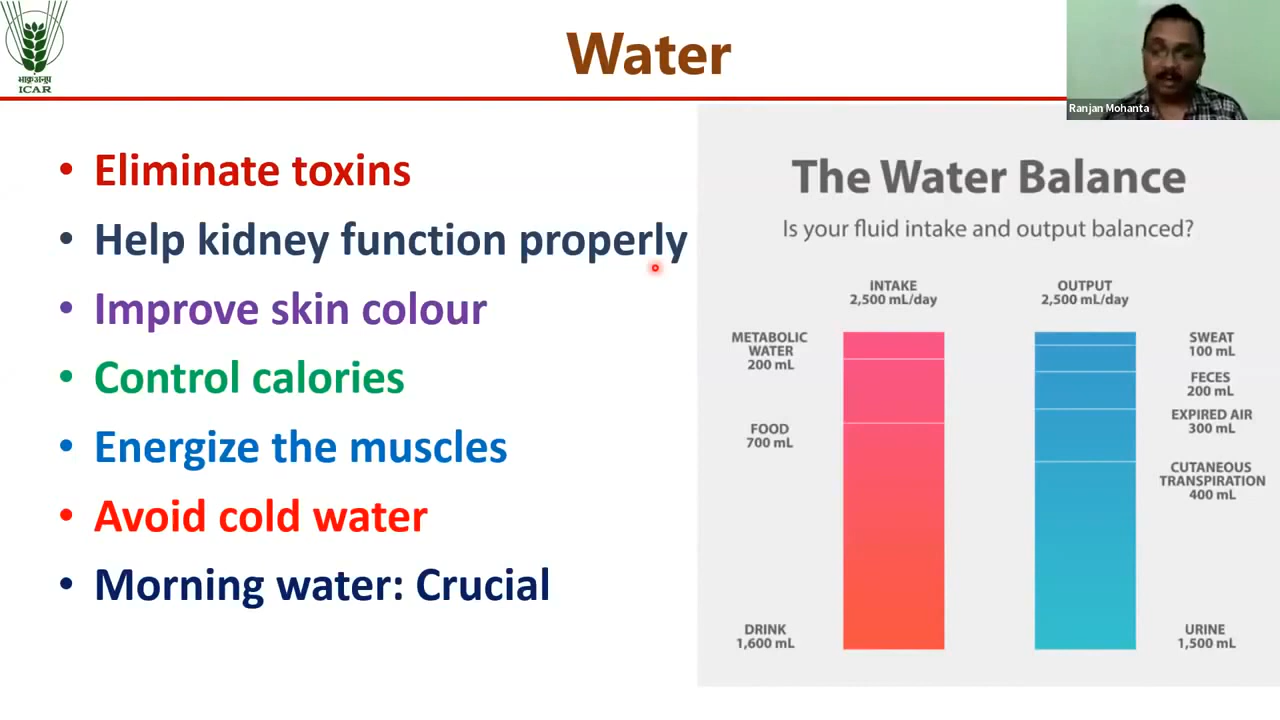 भाकृअनुप
ICAR
Water
Ranjan Mohanta
• Eliminate toxins
• Help kidney function properly
• Improve skin colour
• Control calories
• Energize the muscles
• Avoid cold water
• Morning water: Crucial
The Water Balance
Is your fluid intake and output balanced?
INTAKE
2,500 mL/day
OUTPUT
2,500 mL/day
METABOLIC
WATER
200 mL
FOOD
700 mL
DRINK
1,600 mL
SWEAT
100 mL
FECES
200 mL
EXPIRED AIR
300 mL
CUTANEOUS
TRANSPIRATION
400 mL
URINE
1,500 mL